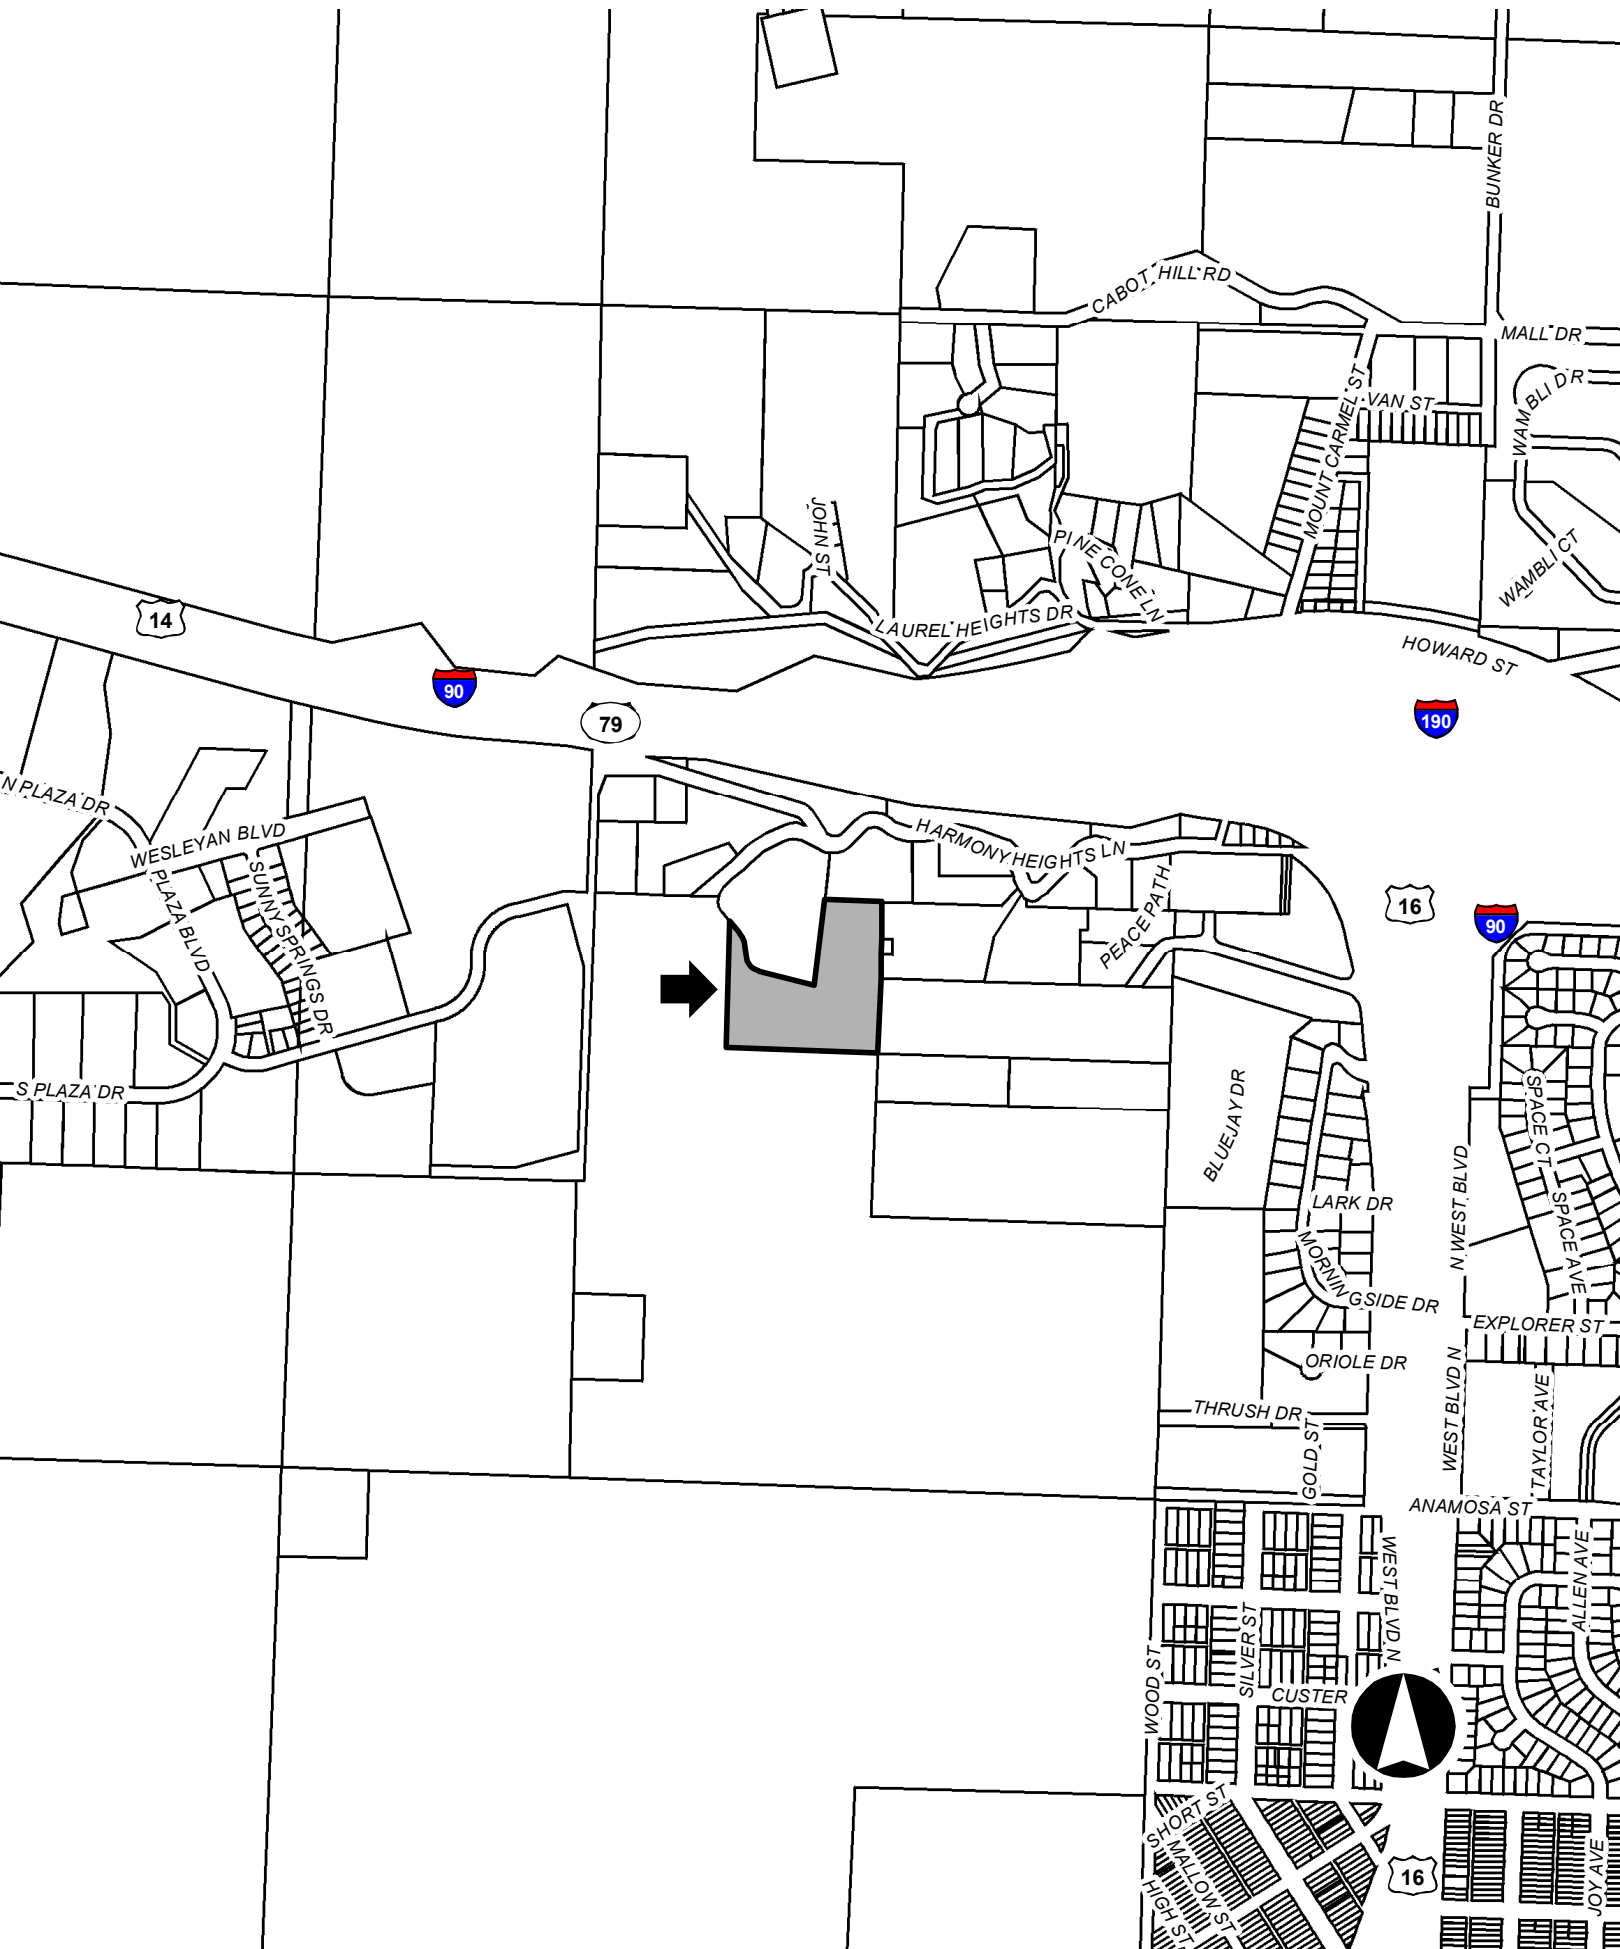 BUNKER DR
CABOT HILL RD
MALL DR
WAMBLI DR
VAN ST
MOUNT CARMEL ST
JOHN ST
PINE CONE LN
WAMBLI CT
LAUREL HEIGHTS DR
14
HOWARD ST
90
79
190
N PLAZA DR
WESLEYAN BLVD
HARMONY HEIGHTS LN
PLAZA BLVD
SUNNY SPRINGS DR
PEACE PATH
16
90
S PLAZA DR
BLUEJAY DR
SPACE CT
N WEST BLVD
LARK DR
SPACE AVE
MORNINGSIDE DR
EXPLORER ST
ORIOLE DR
WEST BLVD N
TAYLOR AVE
THRUSH DR
GOLD ST
ANAMOSA ST
WEST BLVD N
ALLEN AVE
WOOD ST
SILVER ST
CUSTER
SHORT ST
MALLOW ST
HIGH ST
16
JOY AVE